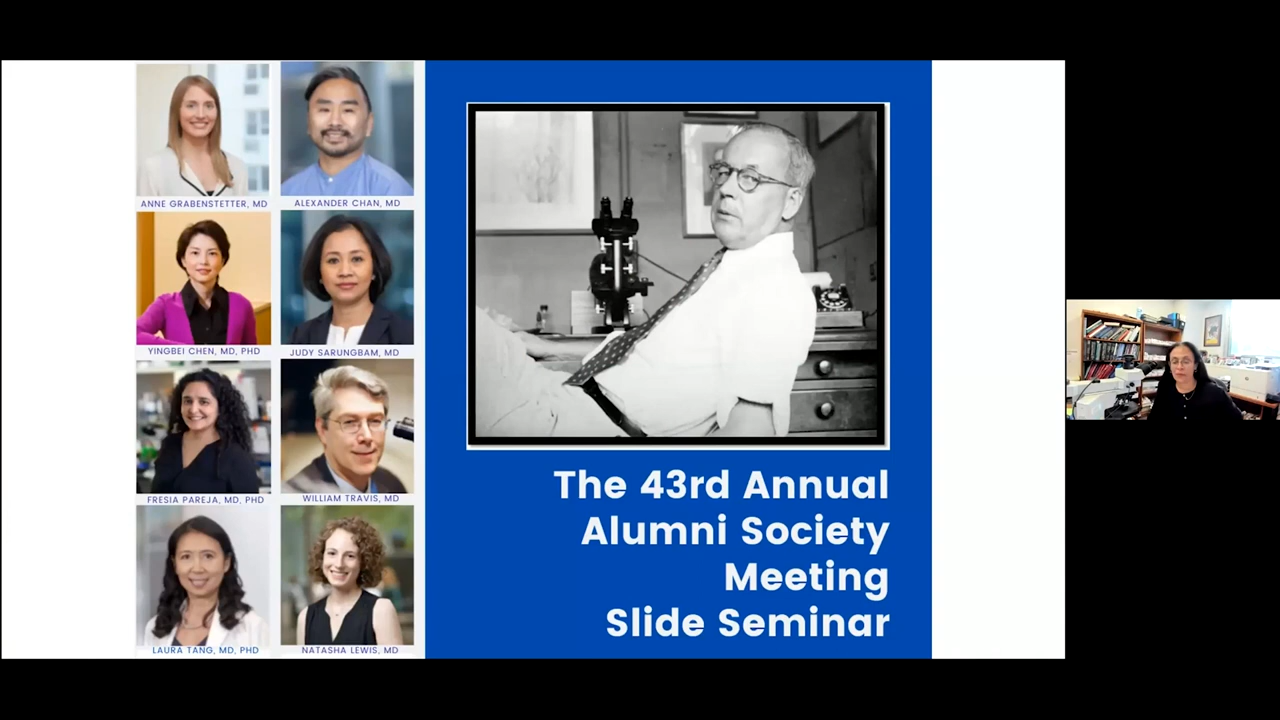 ANNE GRABENSTETTER, MD
ALEXANDER CHAN, MD
YINGBEI CHEN, MD, PHD
JUDY SARUNGBAM, MD
FRESIA PAREJA, MD, PHD
WILLIAM TRAVIS, MD
LAURA TANG, MD, PHD
NATASHA LEWIS, MD
The 43rd Annual
Alumni Society
Meeting
Slide Seminar